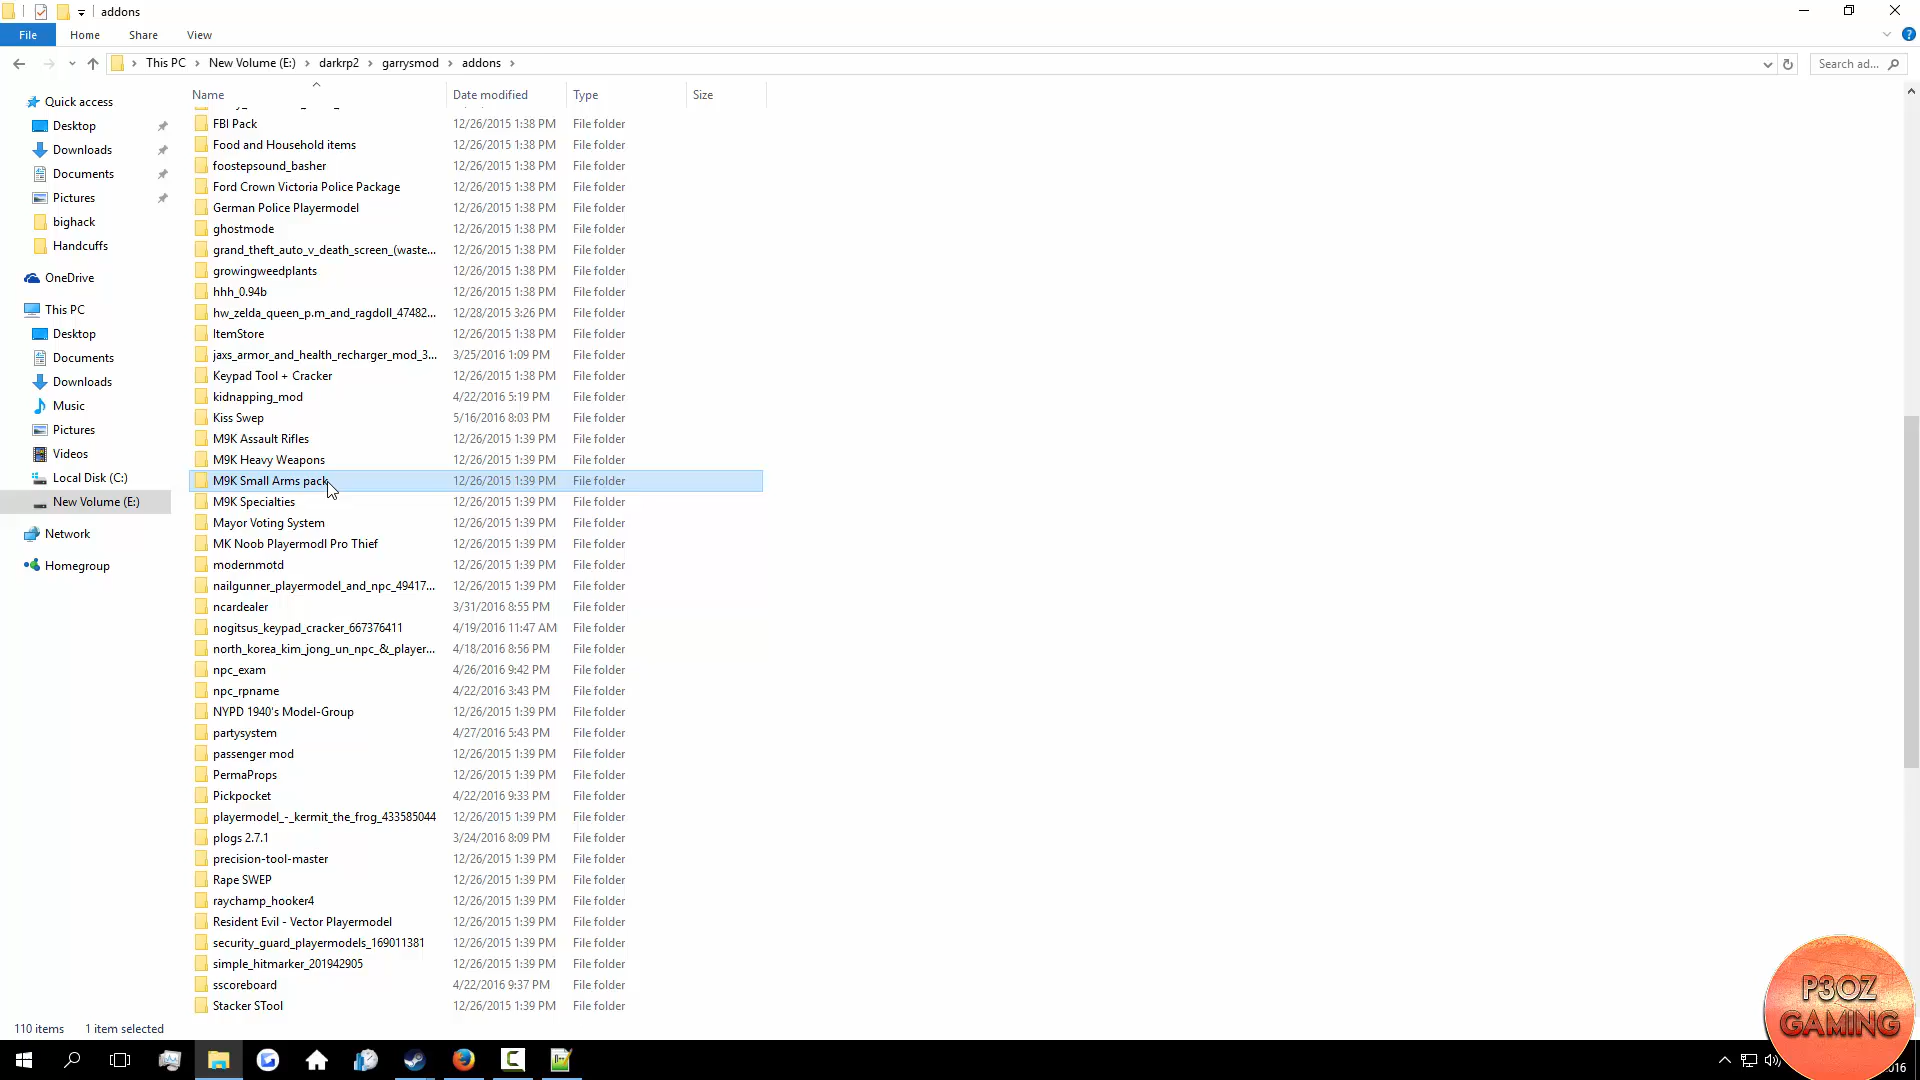 addons
File Home Share View
This PC New Volume (E:) darkrp2 garrysmod addons
Search ad...
Name Date modified Type Size
Quick access
Desktop
Downloads
Documents
Pictures
bighack
Handcuffs
OneDrive
This PC
Desktop
Documents
Downloads
Music
Pictures
Videos
Local Disk (C:)
New Volume (E:)
Network
Homegroup
FBI Pack 12/26/2015 1:38 PM File folder
Food and Household items 12/26/2015 1:38 PM File folder
foostepsound_basher 12/26/2015 1:38 PM File folder
Ford Crown Victoria Police Package 12/26/2015 1:38 PM File folder
German Police Playermodel 12/26/2015 1:38 PM File folder
ghostmode 12/26/2015 1:38 PM File folder
grand_theft_auto_v_death_screen_(waste... 12/26/2015 1:38 PM File folder
growingweedplants 12/26/2015 1:38 PM File folder
hhh_0.94b 12/26/2015 1:38 PM File folder
hw_zelda_queen_p.m_and_ragdoll_47482... 12/28/2015 3:26 PM File folder
ItemStore 12/26/2015 1:38 PM File folder
jaxs_armor_and_health_recharger_mod_3... 3/25/2016 1:09 PM File folder
Keypad Tool + Cracker 12/26/2015 1:38 PM File folder
kidnapping_mod 4/22/2016 5:19 PM File folder
Kiss Swep 5/16/2016 8:03 PM File folder
M9K Assault Rifles 12/26/2015 1:39 PM File folder
M9K Heavy Weapons 12/26/2015 1:39 PM File folder
M9K Small Arms pack 12/26/2015 1:39 PM File folder
M9K Specialties 12/26/2015 1:39 PM File folder
Mayor Voting System 12/26/2015 1:39 PM File folder
MK Noob Playermodl Pro Thief 12/26/2015 1:39 PM File folder
modernmotd 12/26/2015 1:39 PM File folder
nailgunner_playermodel_and_npc_49417... 12/26/2015 1:39 PM File folder
ncardealer 3/31/2016 8:55 PM File folder
nogitsus_keypad_cracker_667376411 4/19/2016 11:47 AM File folder
north_korea_kim_jong_un_npc_&_player... 4/18/2016 8:56 PM File folder
npc_exam 4/26/2016 9:42 PM File folder
npc_rpname 4/22/2016 3:43 PM File folder
NYPD 1940's Model-Group 12/26/2015 1:39 PM File folder
partysystem 4/27/2016 5:43 PM File folder
passenger mod 12/26/2015 1:39 PM File folder
PermaProps 12/26/2015 1:39 PM File folder
Pickpocket 4/22/2016 9:33 PM File folder
playermodel_-_kermit_the_frog_433585044 12/26/2015 1:39 PM File folder
plogs 2.7.1 3/24/2016 8:09 PM File folder
precision-tool-master 12/26/2015 1:39 PM File folder
Rape SWEP 12/26/2015 1:39 PM File folder
raychamp_hooker4 12/26/2015 1:39 PM File folder
Resident Evil - Vector Playermodel 12/26/2015 1:39 PM File folder
security_guard_playermodels_169011381 12/26/2015 1:39 PM File folder
simple_hitmarker_201942905 12/26/2015 1:39 PM File folder
sscoreboard 4/22/2016 9:37 PM File folder
Stacker STool 12/26/2015 1:39 PM File folder
110 items 1 item selected
P3OZ
GAMING